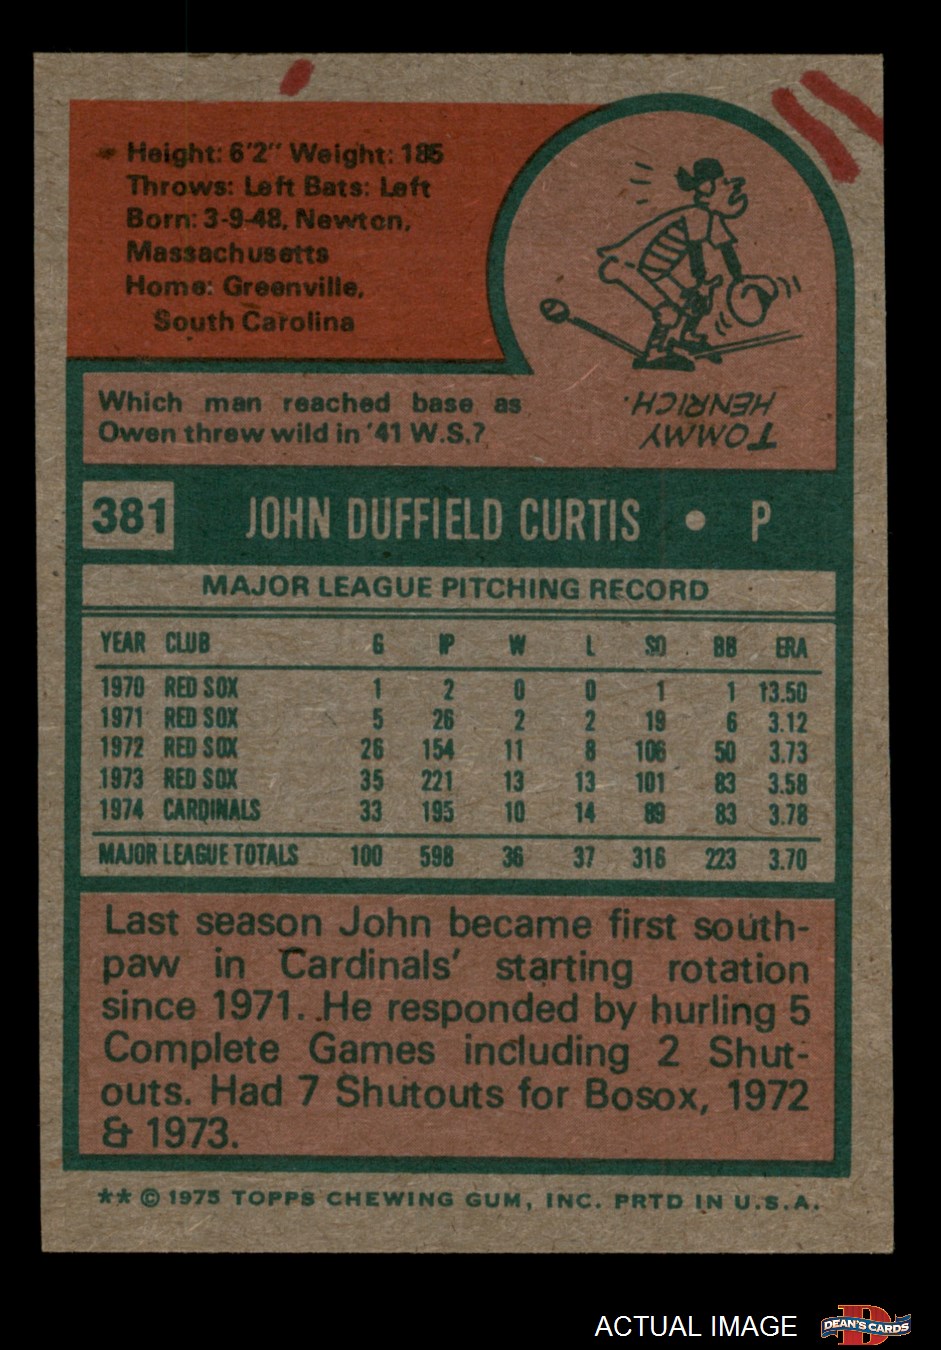 Height: 6'2" Weight: 185
Throws: Left Bats: Left
Born: 3-9-48, Newton,
Massachusetts
Home: Greenville,
South Carolina
Which man reached base as
Owen threw wild in '41 W.S.?
TOMMY
HENRICH.
381 JOHN DUFFIELD CURTIS • P
MAJOR LEAGUE PITCHING RECORD
YEAR CLUB G IP W L SO BB ERA
1970 RED SOX 1 2 0 0 1 1 13.50
1971 RED SOX 5 26 2 2 19 6 3.12
1972 RED SOX 26 154 11 8 106 50 3.73
1973 RED SOX 35 221 13 13 101 83 3.58
1974 CARDINALS 33 195 10 14 89 83 3.78
MAJOR LEAGUE TOTALS 100 598 36 37 316 223 3.70
Last season John became first south-
paw in Cardinals' starting rotation
since 1971. He responded by hurling 5
Complete Games including 2 Shut-
outs. Had 7 Shutouts for Bosox, 1972
& 1973.
** © 1975 TOPPS CHEWING GUM, INC. PRTD IN U.S.A.
ACTUAL IMAGE
D
DEAN'S CARDS